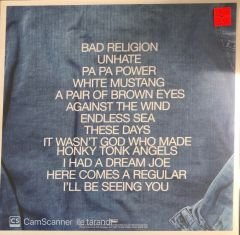 BAD RELIGION
UNHATE
PA PA POWER
WHITE MUSTANG
A PAIR OF BROWN EYES
AGAINST THE WIND
ENDLESS SEA
THESE DAYS
IT WASN'T GOD WHO MADE
HONKY TONK ANGELS
I HAD A DREAM JOE
HERE COMES A REGULAR
I'LL BE SEEING YOU
CS CamScanner ile tarandı